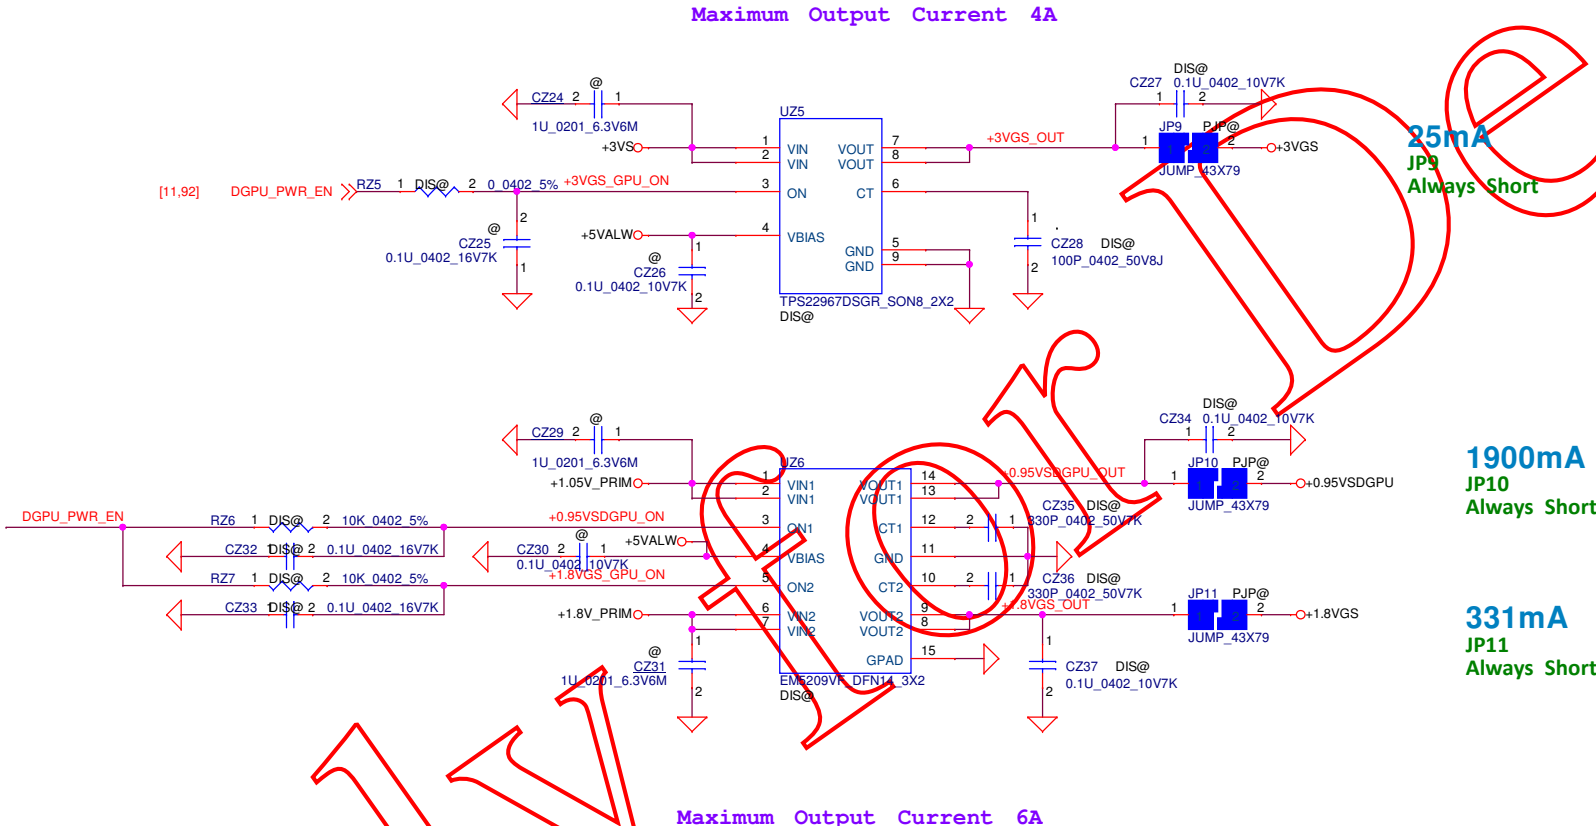 Maximum Output Current 4A
DIS@
CZ27 0.1U_0402_10V7K
1 2
@
CZ24 2 1
1U_0201_6.3V6M
UZ5
+3VS
1 VIN VOUT 7
2 VIN VOUT 8
+3VGS_OUT
JP9 PJP@
1 1 2 2
+3VGS
JUMP_43X79
25mA
JP9
Always Short
[11,92] DGPU_PWR_EN RZ5 1 DIS@ 2 0_0402_5% +3VGS_GPU_ON
3 ON CT 6
@
CZ25
0.1U_0402_16V7K
2
1
+5VALW
4 VBIAS
@
CZ26
0.1U_0402_10V7K
1
2
GND 5
GND 9
1
CZ28 DIS@
100P_0402_50V8J
2
TPS22967DSGR_SON8_2X2
DIS@
DIS@
CZ34 0.1U_0402_10V7K
1 2
@
CZ29 2 1
1U_0201_6.3V6M
UZ6
+1.05V_PRIM
1 VIN1 VOUT1 14
2 VIN1 VOUT1 13
+0.95VSDGPU_OUT
JP10 PJP@
1 1 2 2
+0.95VSDGPU
JUMP_43X79
1900mA
JP10
Always Short
DGPU_PWR_EN
RZ6 1 DIS@ 2 10K_0402_5%
+0.95VSDGPU_ON
3 ON1 CT1 12
2 1
CZ35 DIS@
330P_0402_50V7K
CZ32 1 DIS@ 2 0.1U_0402_16V7K
+5VALW
@
CZ30 2 1
0.1U_0402_10V7K
4 VBIAS GND 11
RZ7 1 DIS@ 2 10K_0402_5%
+1.8VGS_GPU_ON
5 ON2 CT2 10
2 1
CZ36 DIS@
330P_0402_50V7K
CZ33 1 DIS@ 2 0.1U_0402_16V7K
+1.8V_PRIM
6 VIN2 VOUT2 9
7 VIN2 VOUT2 8
+1.8VGS_OUT
JP11 PJP@
1 1 2 2
+1.8VGS
JUMP_43X79
331mA
JP11
Always Short
@
CZ31
1U_0201_6.3V6M
1
2
GPAD 15
1
CZ37 DIS@
0.1U_0402_10V7K
2
EM5209VF_DFN14_3X2
DIS@
Maximum Output Current 6A